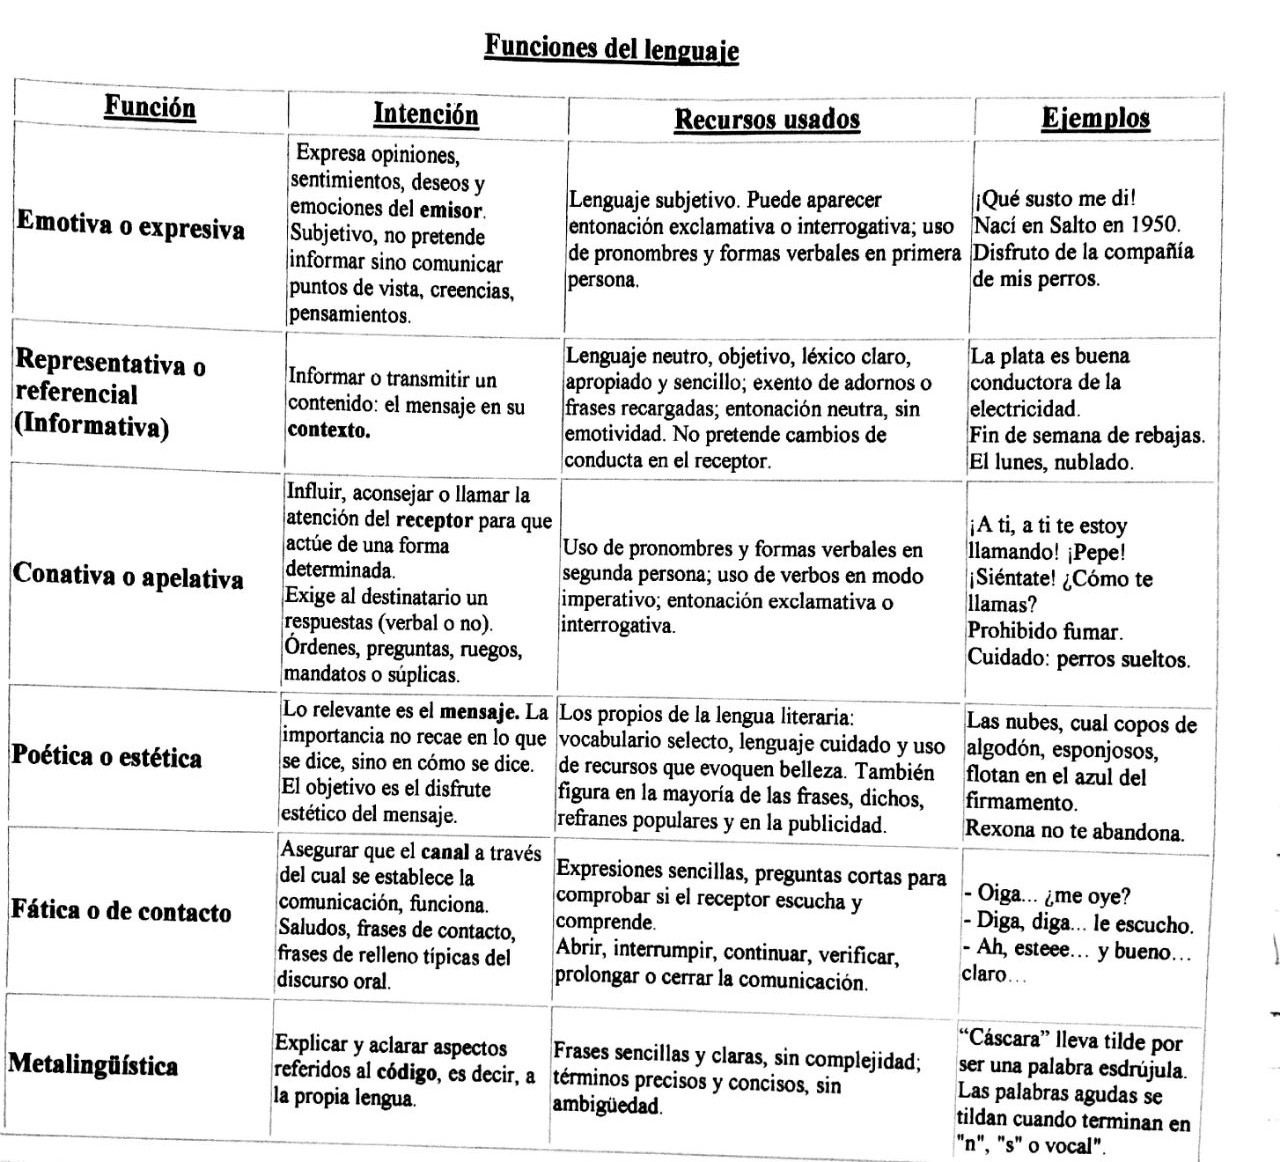 Funciones del lenguaje
Función
Intención
Recursos usados
Ejemplos
Emotiva o expresiva
Expresa opiniones,
sentimientos, deseos y
emociones del emisor.
Subjetivo, no pretende
informar sino comunicar
puntos de vista, creencias,
pensamientos.
Lenguaje subjetivo. Puede aparecer
entonación exclamativa o interrogativa; uso
de pronombres y formas verbales en primera
persona.
¡Qué susto me di!
Nací en Salto en 1950.
Disfruto de la compañía
de mis perros.
Representativa o
referencial
(Informativa)
Informar o transmitir un
contenido: el mensaje en su
contexto.
Lenguaje neutro, objetivo, léxico claro,
apropiado y sencillo; exento de adornos o
frases recargadas; entonación neutra, sin
emotividad. No pretende cambios de
conducta en el receptor.
La plata es buena
conductora de la
electricidad.
Fin de semana de rebajas.
El lunes, nublado.
Conativa o apelativa
Influir, aconsejar o llamar la
atención del receptor para que
actúe de una forma
determinada.
Exige al destinatario un
respuestas (verbal o no).
Órdenes, preguntas, ruegos,
mandatos o súplicas.
Uso de pronombres y formas verbales en
segunda persona; uso de verbos en modo
imperativo; entonación exclamativa o
interrogativa.
¡A ti, a ti te estoy
llamando! ¡Pepe!
¡Siéntate! ¿Cómo te
llamas?
Prohibido fumar.
Cuidado: perros sueltos.
Poética o estética
Lo relevante es el mensaje. La
importancia no recae en lo que
se dice, sino en cómo se dice.
El objetivo es el disfrute
estético del mensaje.
Los propios de la lengua literaria:
vocabulario selecto, lenguaje cuidado y uso
de recursos que evoquen belleza. También
figura en la mayoría de las frases, dichos,
refranes populares y en la publicidad.
Las nubes, cual copos de
algodón, esponjosos,
flotan en el azul del
firmamento.
Rexona no te abandona.
Fática o de contacto
Asegurar que el canal a través
del cual se establece la
comunicación, funciona.
Saludos, frases de contacto,
frases de relleno típicas del
discurso oral.
Expresiones sencillas, preguntas cortas para
comprobar si el receptor escucha y
comprende.
Abrir, interrumpir, continuar, verificar,
prolongar o cerrar la comunicación.
- Oiga... ¿me oye?
- Diga, diga... le escucho.
- Ah, esteee... y bueno...
claro...
Metalingüística
Explicar y aclarar aspectos
referidos al código, es decir, a
la propia lengua.
Frases sencillas y claras, sin complejidad;
términos precisos y concisos, sin
ambigüedad.
“Cáscara” lleva tilde por
ser una palabra esdrújula.
Las palabras agudas se
tildan cuando terminan en
"n", "s" o vocal".